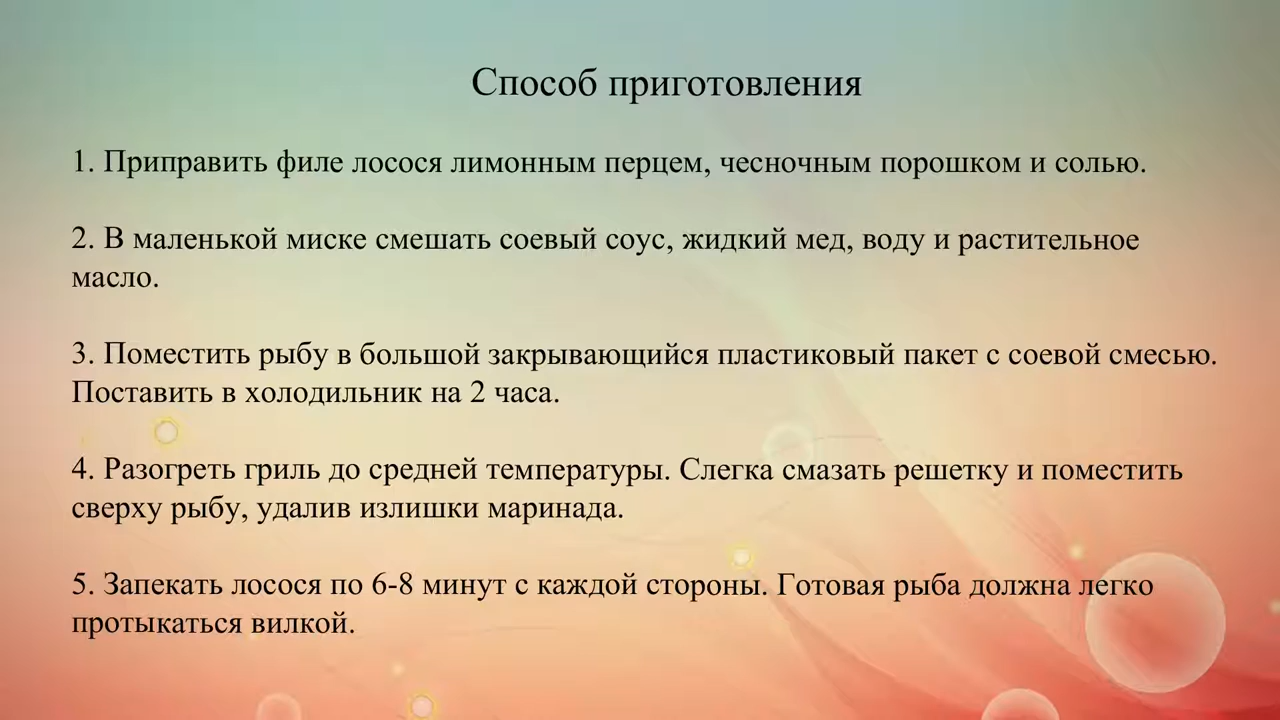 Способ приготовления
1. Приправить филе лосося лимонным перцем, чесночным порошком и солью.
2. В маленькой миске смешать соевый соус, жидкий мед, воду и растительное
масло.
3. Поместить рыбу в большой закрывающийся пластиковый пакет с соевой смесью.
Поставить в холодильник на 2 часа.
4. Разогреть гриль до средней температуры. Слегка смазать решетку и поместить
сверху рыбу, удалив излишки маринада.
5. Запекать лосося по 6-8 минут с каждой стороны. Готовая рыба должна легко
протыкаться вилкой.